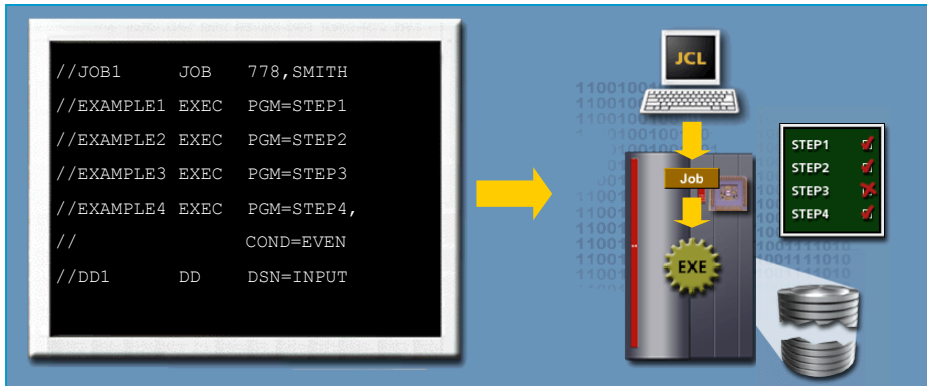 //JOB1 JOB 778,SMITH
//EXAMPLE1 EXEC PGM=STEP1
//EXAMPLE2 EXEC PGM=STEP2
//EXAMPLE3 EXEC PGM=STEP3
//EXAMPLE4 EXEC PGM=STEP4,
// COND=EVEN
//DD1 DD DSN=INPUT
JCL
Job
EXE
STEP1
STEP2
STEP3
STEP4